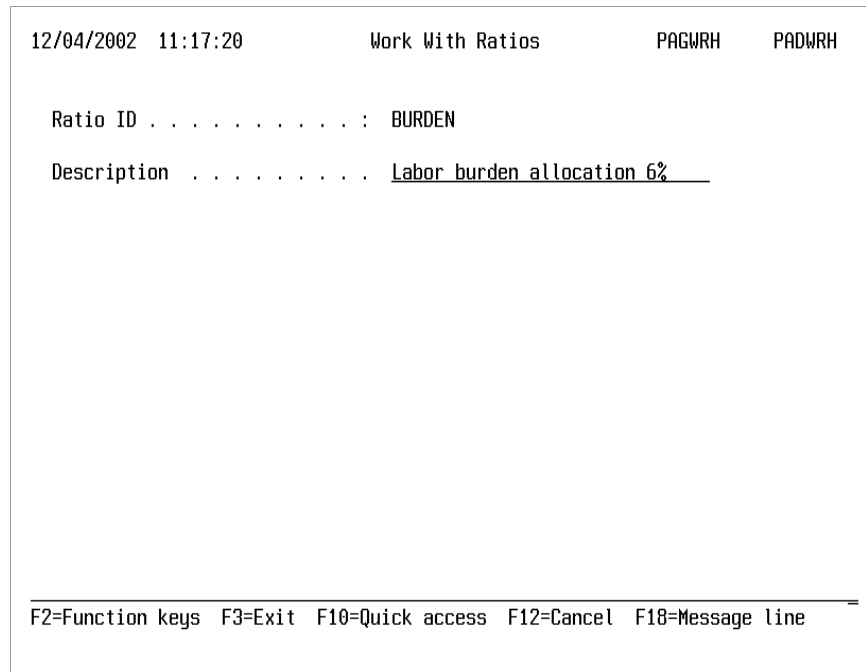 12/04/2002 11:17:20 Work With Ratios PAGWRH PADWRH
Ratio ID . . . . . . . . . . : BURDEN
Description . . . . . . . . . Labor burden allocation 6%
F2=Function keys F3=Exit F10=Quick access F12=Cancel F18=Message line